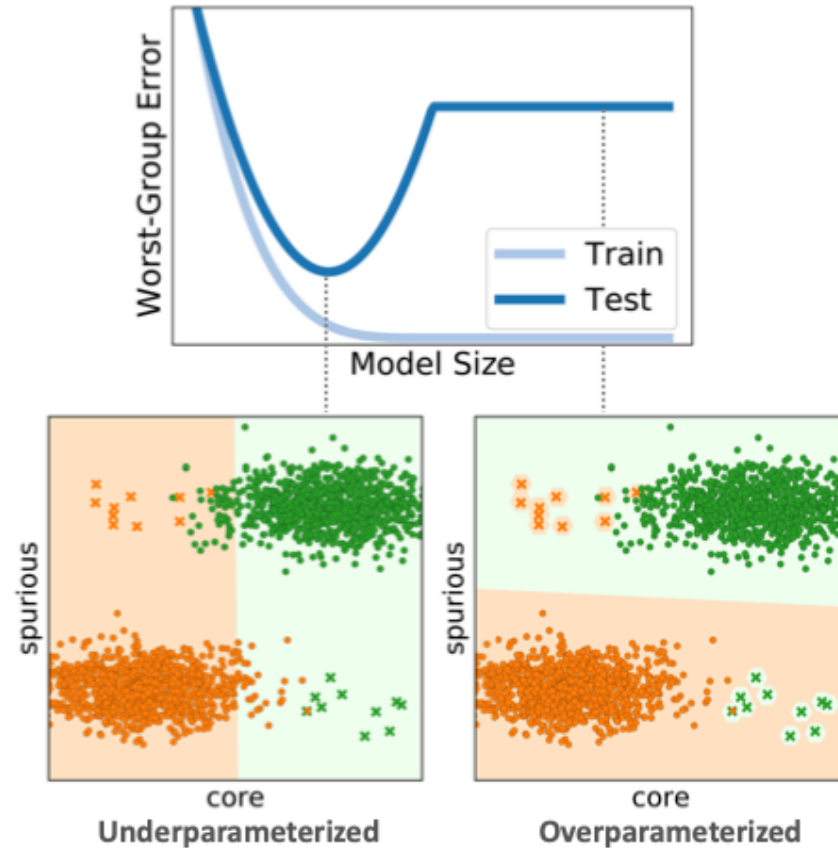 Worst-Group Error
Train
Test
Model Size
spurious
spurious
core
core
Underparameterized
Overparameterized